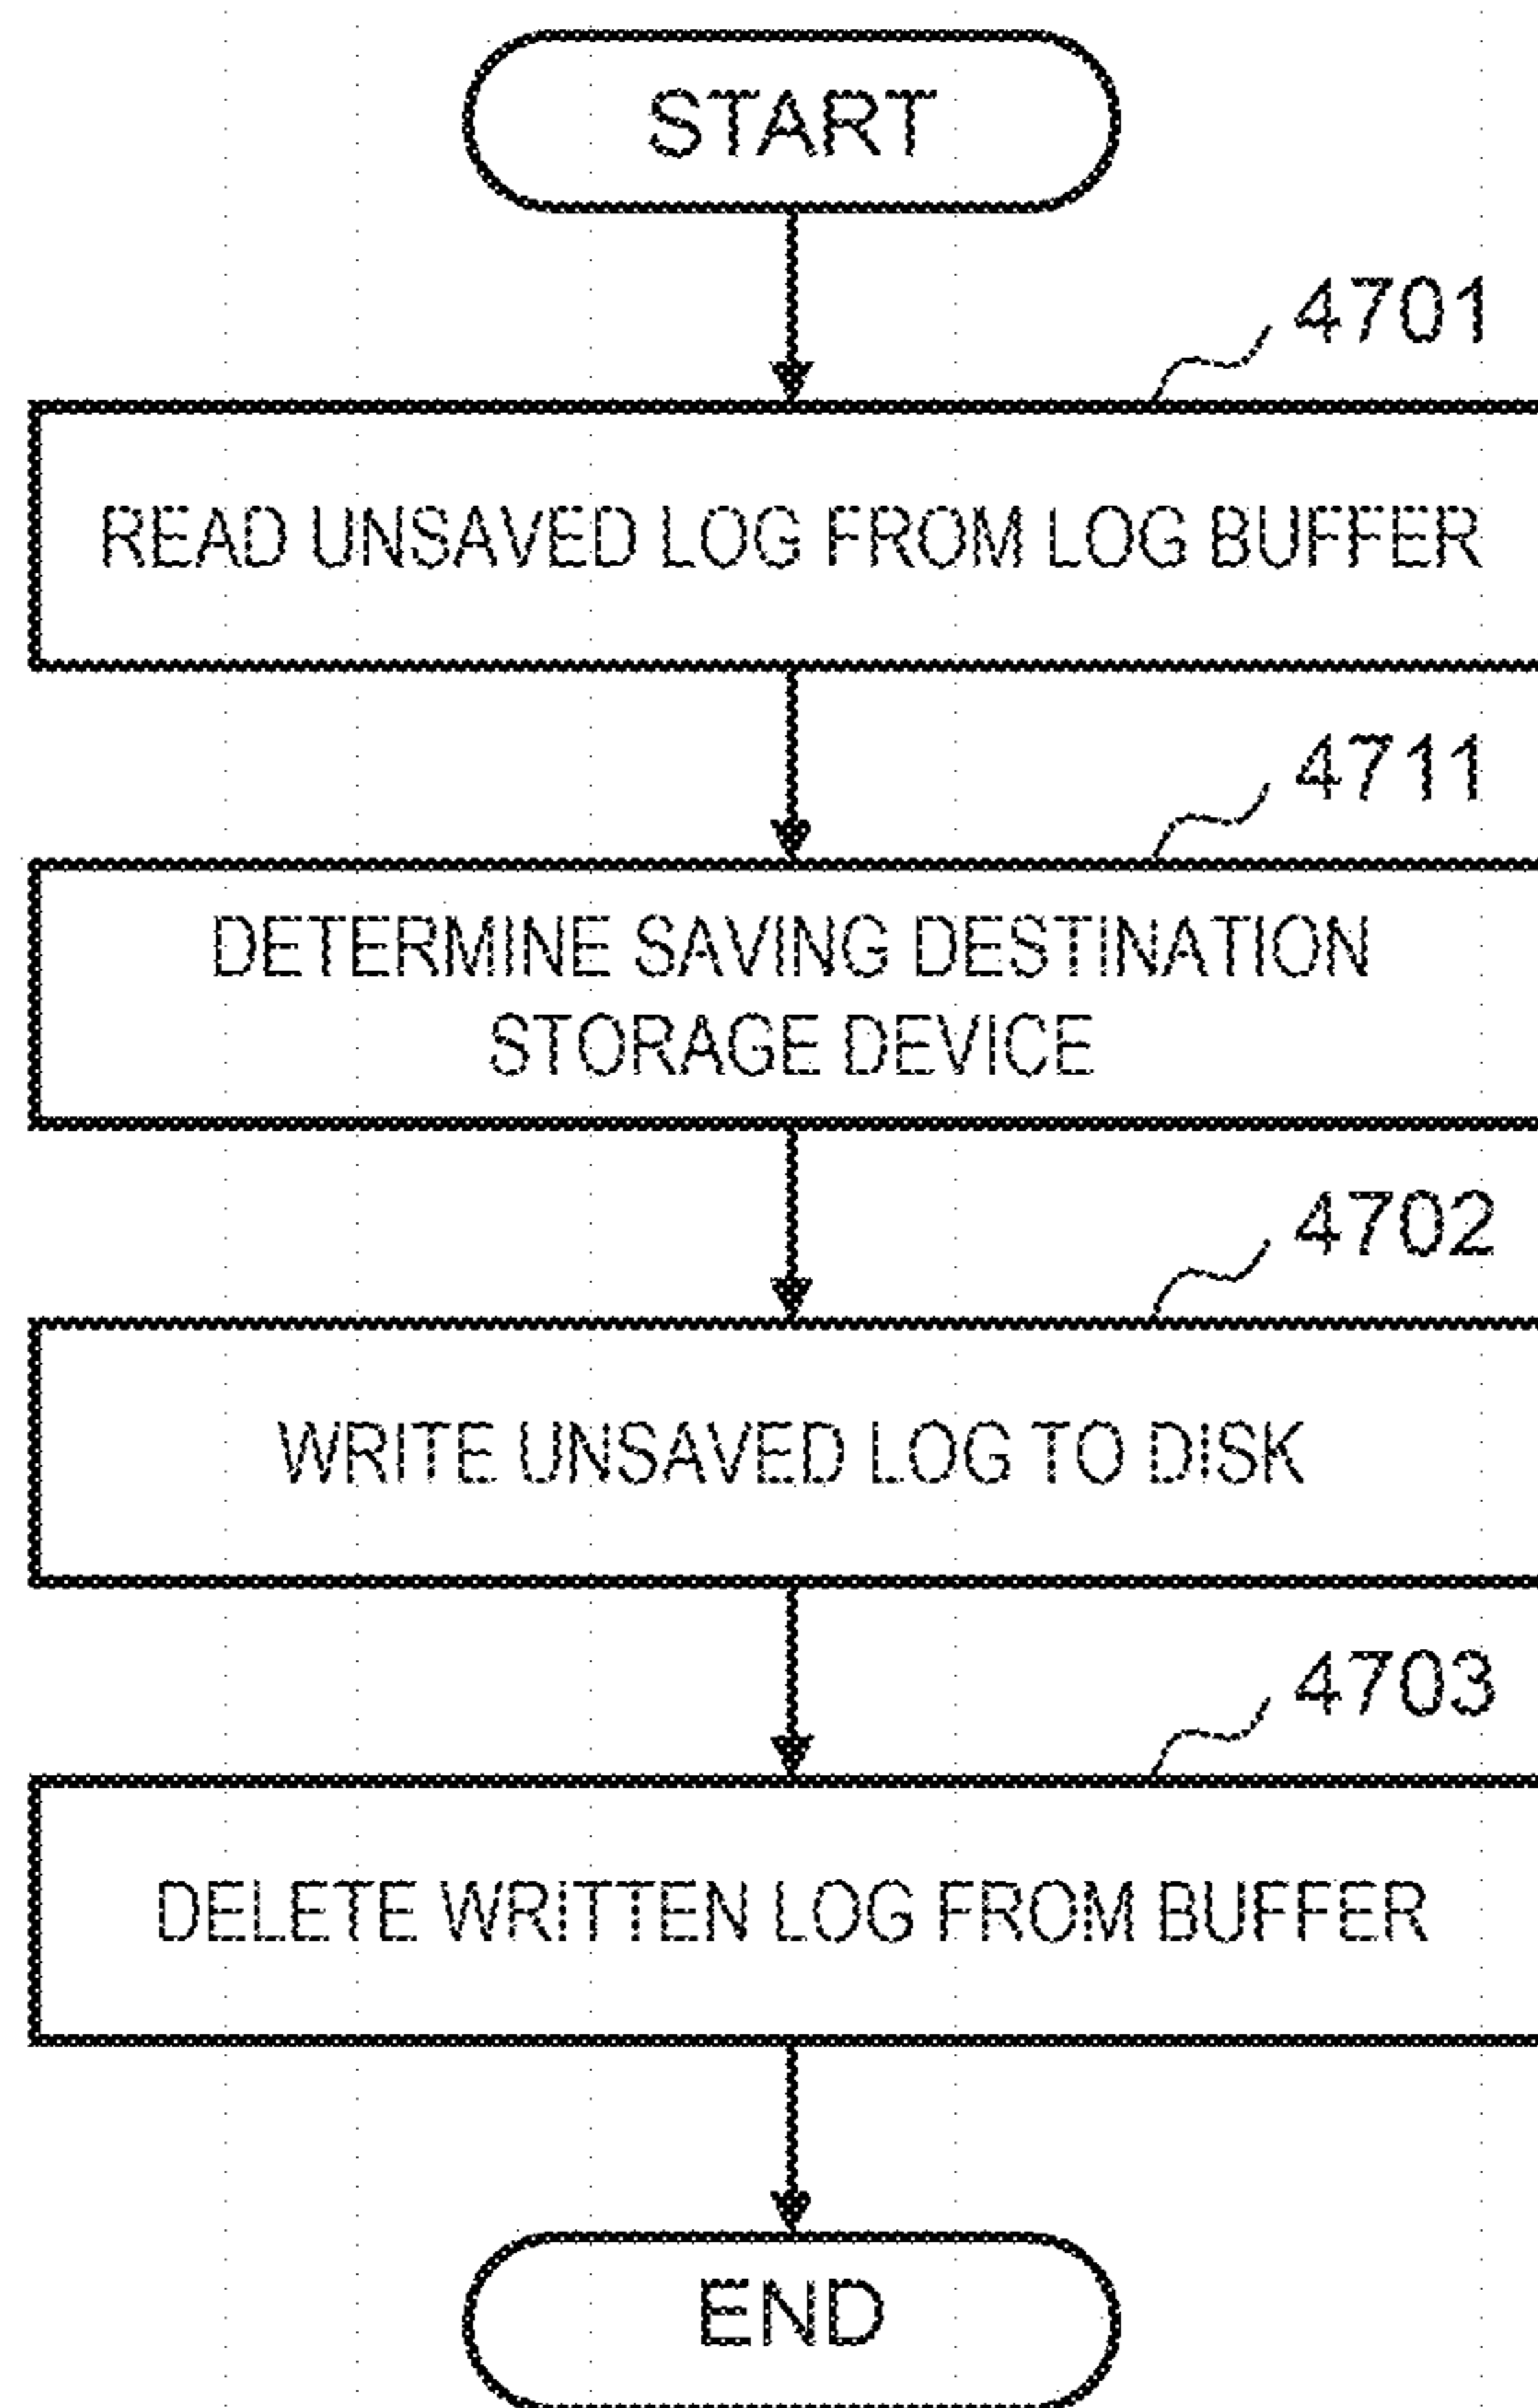 START
4701
READ UNSAVED LOG FROM LOG BUFFER
4711
DETERMINE SAVING DESTINATION
STORAGE DEVICE
4702
WRITE UNSAVED LOG TO DISK
4703
DELETE WRITTEN LOG FROM BUFFER
END